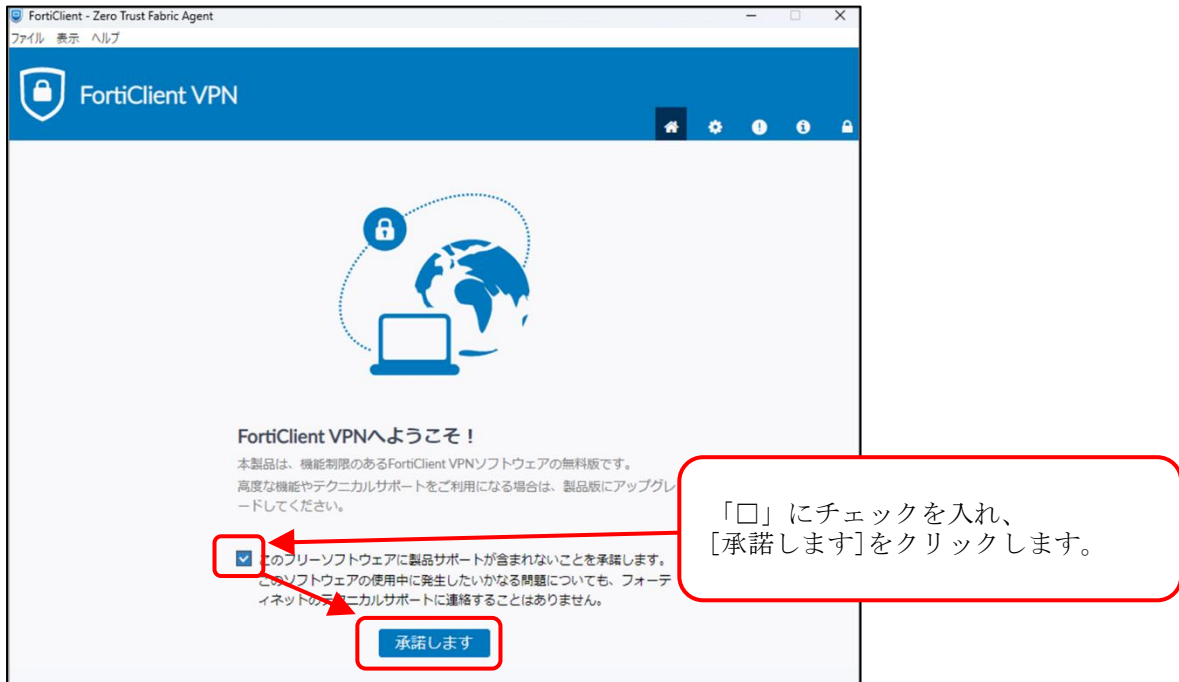 FortiClient - Zero Trust Fabric Agent
ファイル 表示 ヘルプ
FortiClient VPN
FortiClient VPNへようこそ！
本製品は、機能制限のあるFortiClient VPNソフトウェアの無料版です。
高度な機能やテクニカルサポートをご利用になる場合は、製品版にアップグレ
ードしてください。
「□」にチェックを入れ、
[承諾します]をクリックします。
このフリーソフトウェアに製品サポートが含まれないことを承諾します。
このソフトウェアの使用中に発生したいかなる問題についても、フォーテ
ィネットのテクニカルサポートに連絡することはありません。
承諾します